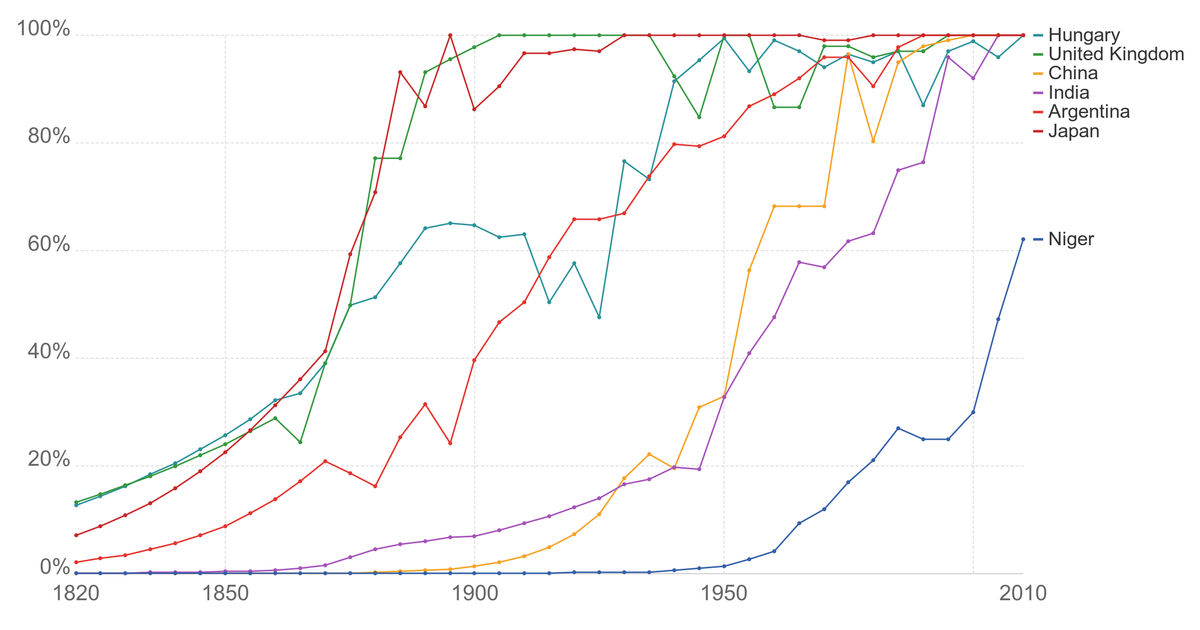 100%
80%
60%
40%
20%
0%
1820 1850 1900 1950 2010
Hungary
United Kingdom
China
India
Argentina
Japan
Niger